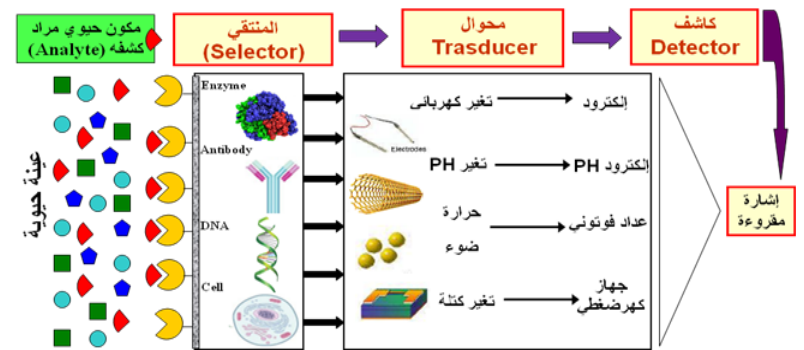 مكون حيوي مراد
كشفه (Analyte)
المنتقي
(Selector)
محوال
Trasducer
كاشف
Detector
عينة حيوية
Enzyme
Antibody
DNA
Cell
Electrodes
تغير كهربائى
إلكترود
تغير PH
إلكترود PH
حرارة
ضوء
عداد فوتوني
تغير كتلة
جهاز
كهرضغطي
إشارة
مقروءة